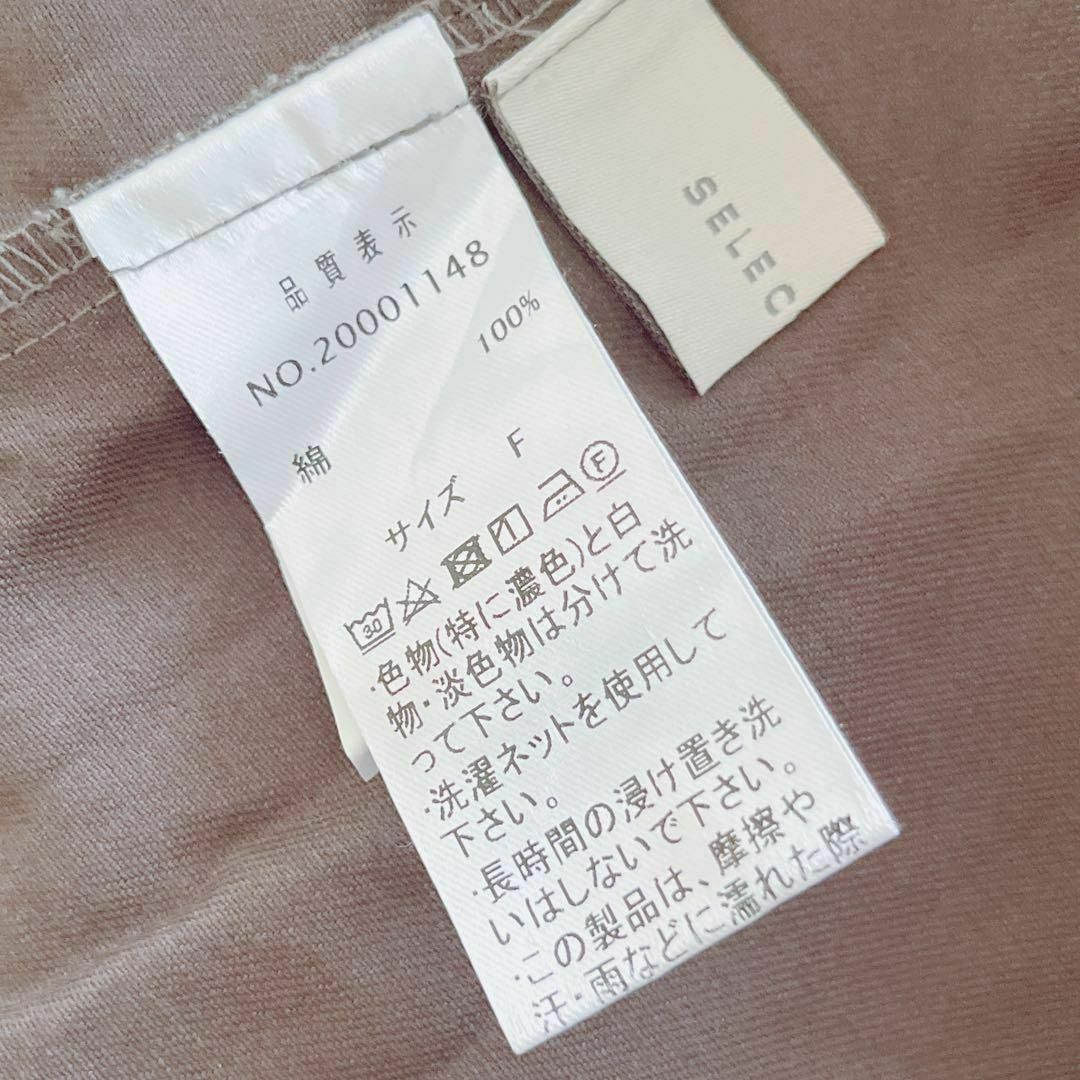 品質表示
NO.20001148
綿 100%
サイズ F
30 F
・色物(特に濃色)と白
物・淡色物は分けて洗
って下さい。
・洗濯ネットを使用して
下さい。
・長時間の浸け置き洗
いはしないで下さい。
・この製品は、摩擦や
汗・雨などに濡れた際
SELEC